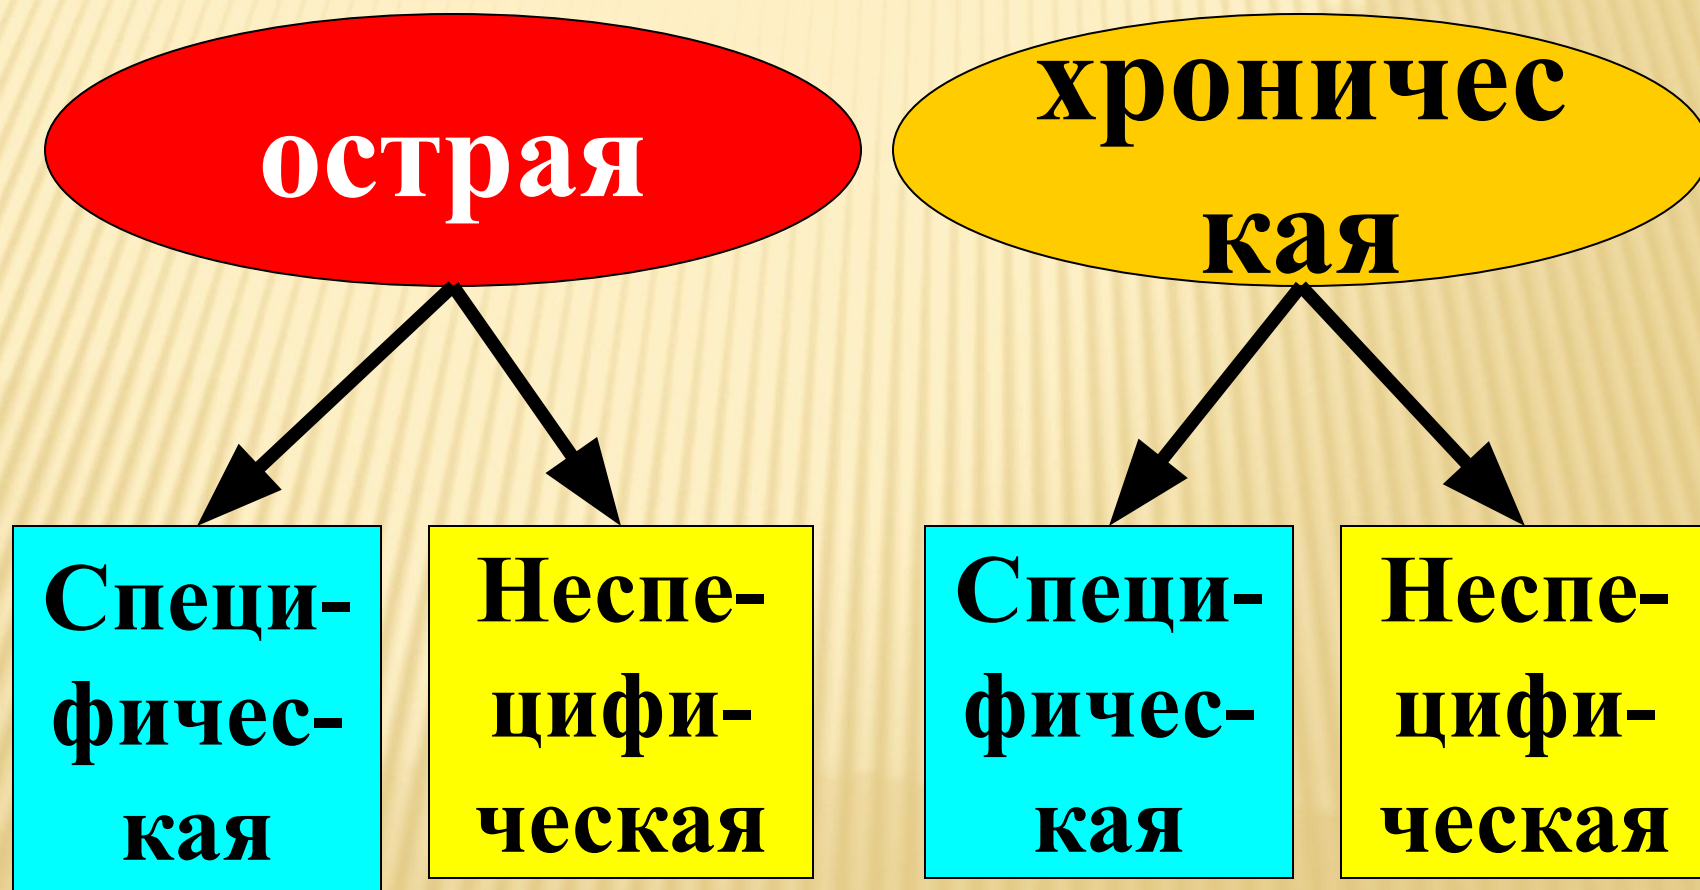 острая
хроничес
кая
Специ-
фичес-
кая
Неспе-
цифи-
ческая
Специ-
фичес-
кая
Неспе-
цифи-
ческая